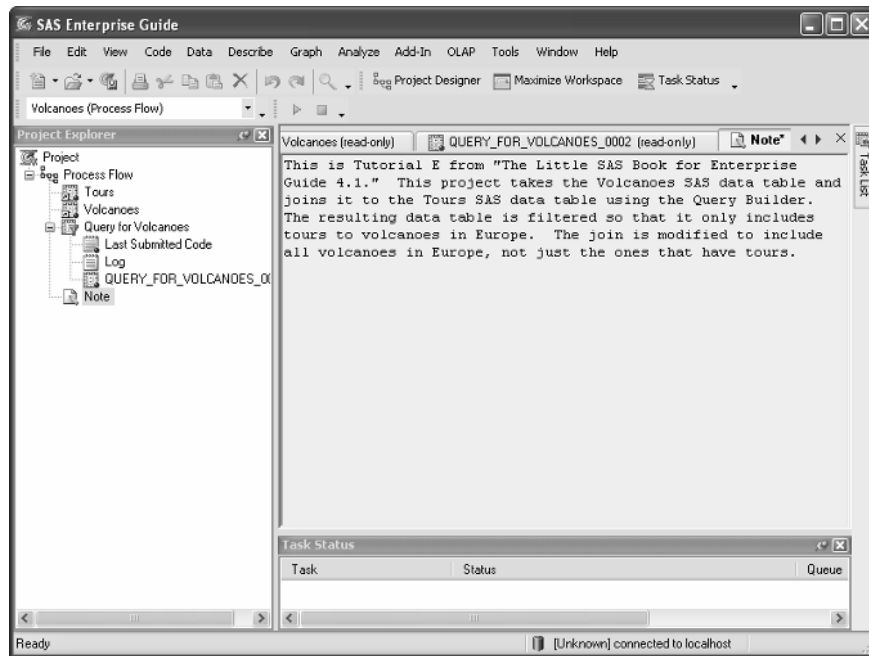 SAS Enterprise Guide
File Edit View Code Data Describe Graph Analyze Add-In OLAP Tools Window Help
Project Designer Maximize Workspace Task Status
Volcanoes (Process Flow)
Project Explorer
Project
Process Flow
Tours
Volcanoes
Query for Volcanoes
Last Submitted Code
Log
QUERY_FOR_VOLCANOES_0
Note
Volcanoes (read-only) QUERY_FOR_VOLCANOES_0002 (read-only) Note*
This is Tutorial E from "The Little SAS Book for Enterprise
Guide 4.1." This project takes the Volcanoes SAS data table and
joins it to the Tours SAS data table using the Query Builder.
The resulting data table is filtered so that it only includes
tours to volcanoes in Europe. The join is modified to include
all volcanoes in Europe, not just the ones that have tours.
Task List
Task Status
Task Status Queue
Ready
[Unknown] connected to localhost